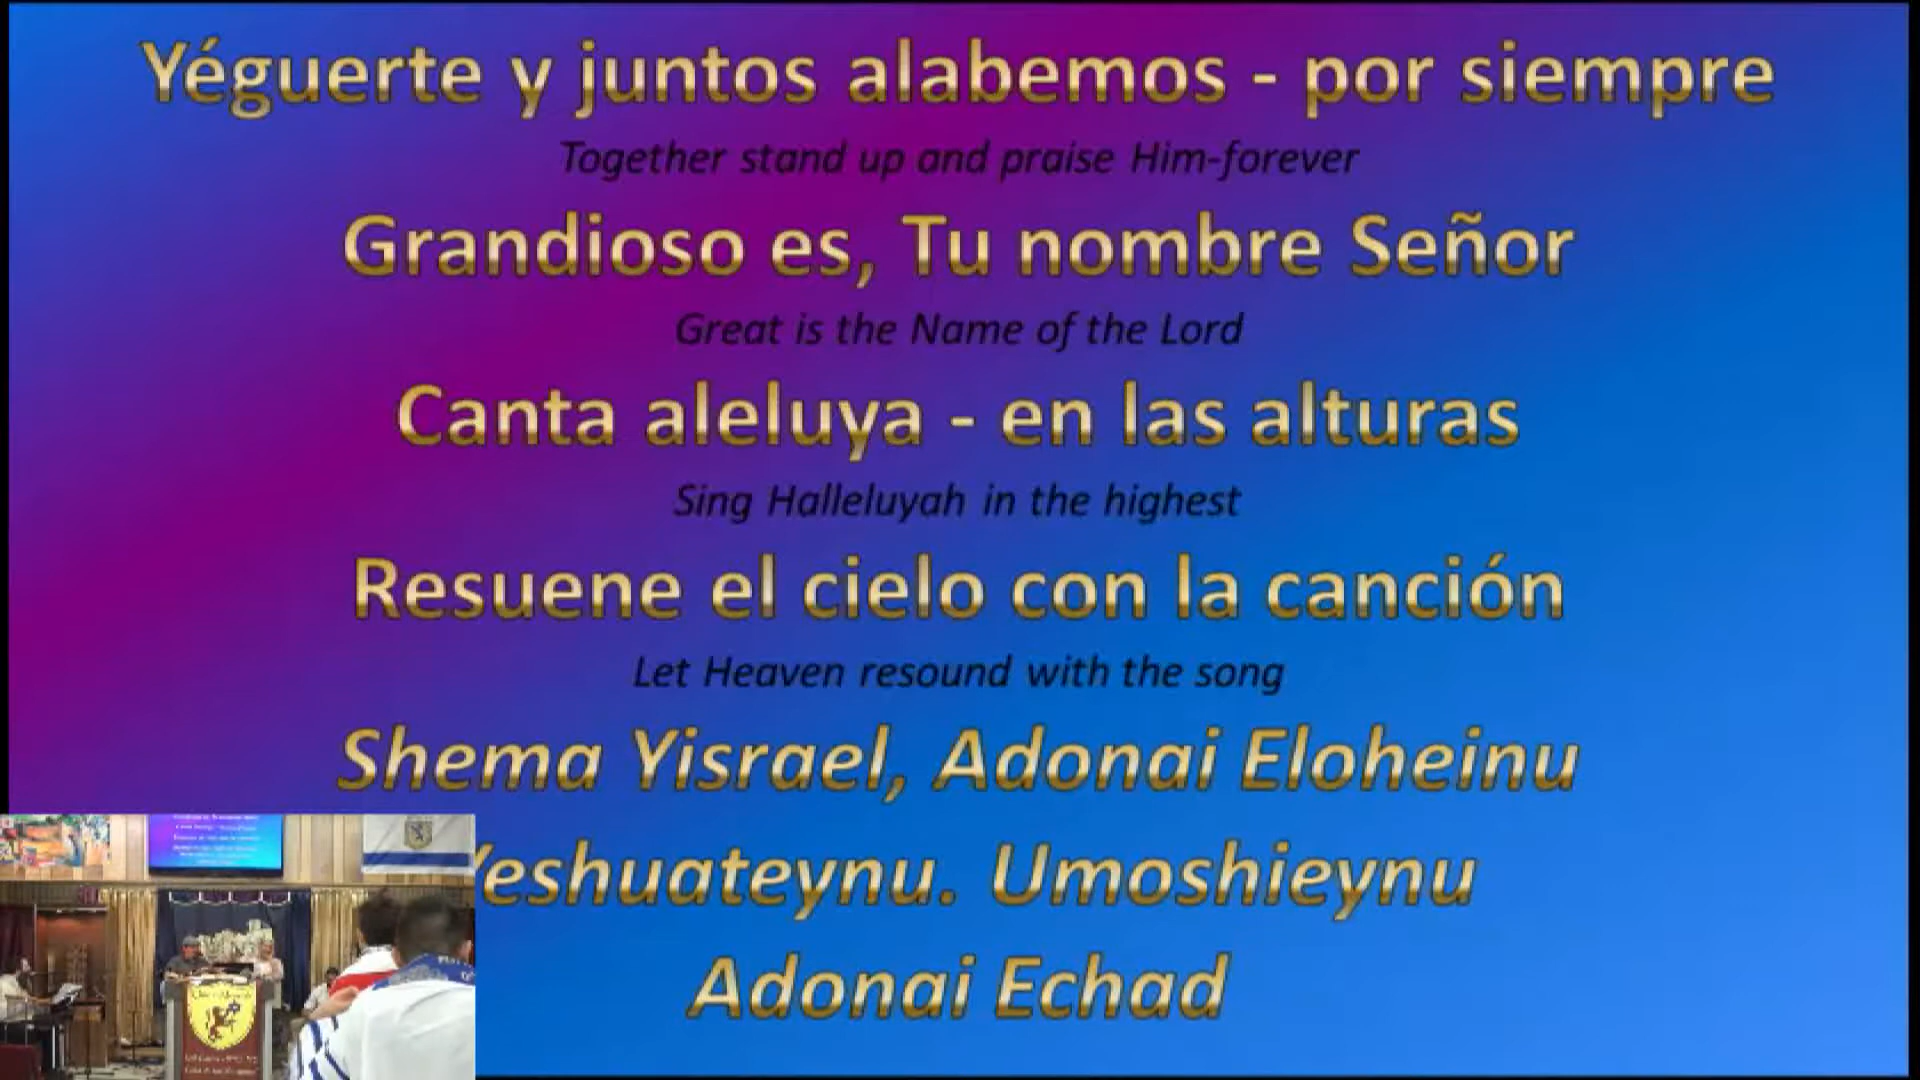 Yéguerte y juntos alabemos - por siempre
Together stand up and praise Him-forever
Grandioso es, Tu nombre Señor
Great is the Name of the Lord
Canta aleluya - en las alturas
Sing Halleluyah in the highest
Resuene el cielo con la canción
Let Heaven resound with the song
Shema Yisrael, Adonai Eloheinu
Yeshuateynu. Umoshieynu
Adonai Echad